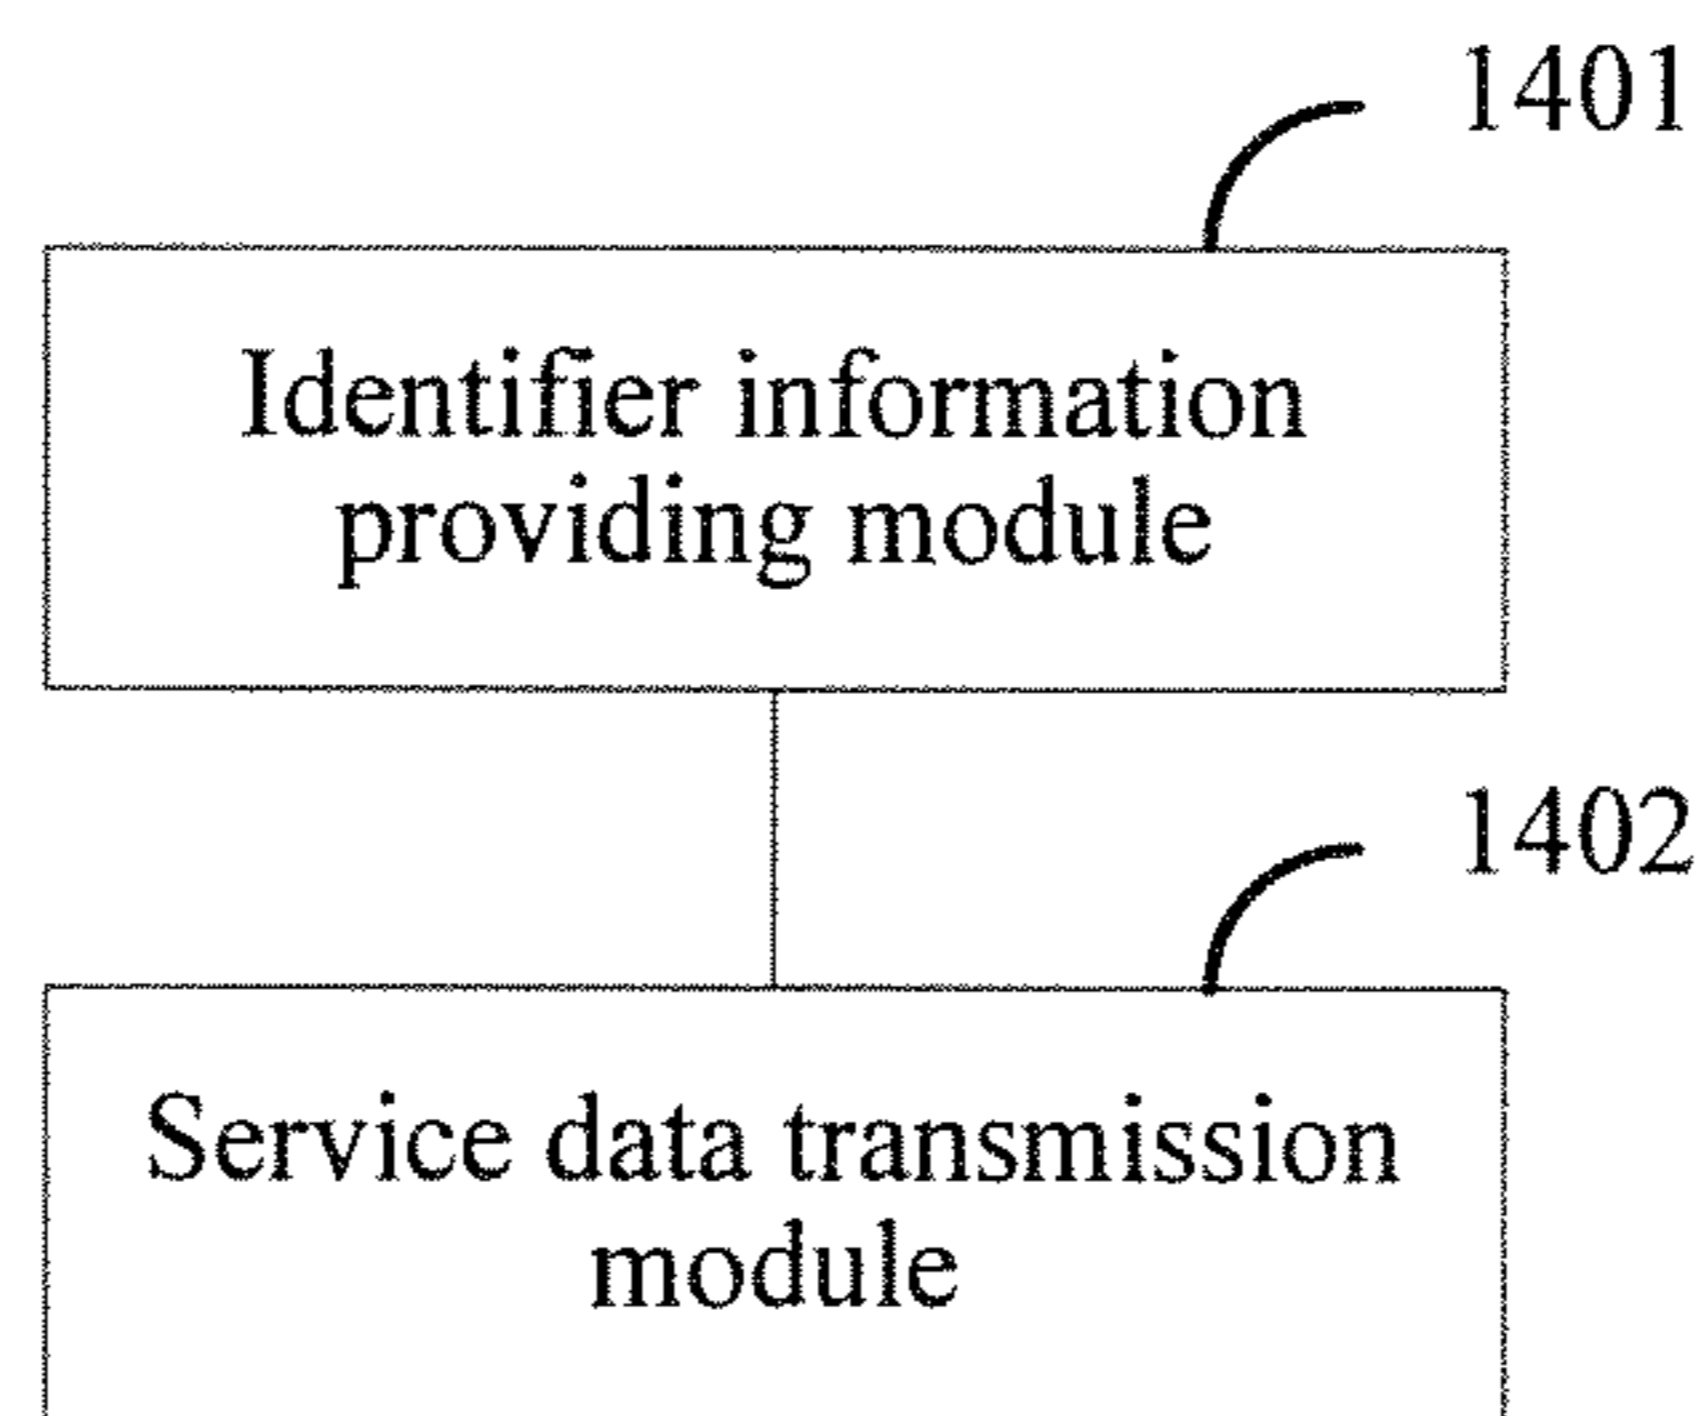 1401
Identifier information
providing module
1402
Service data transmission
module